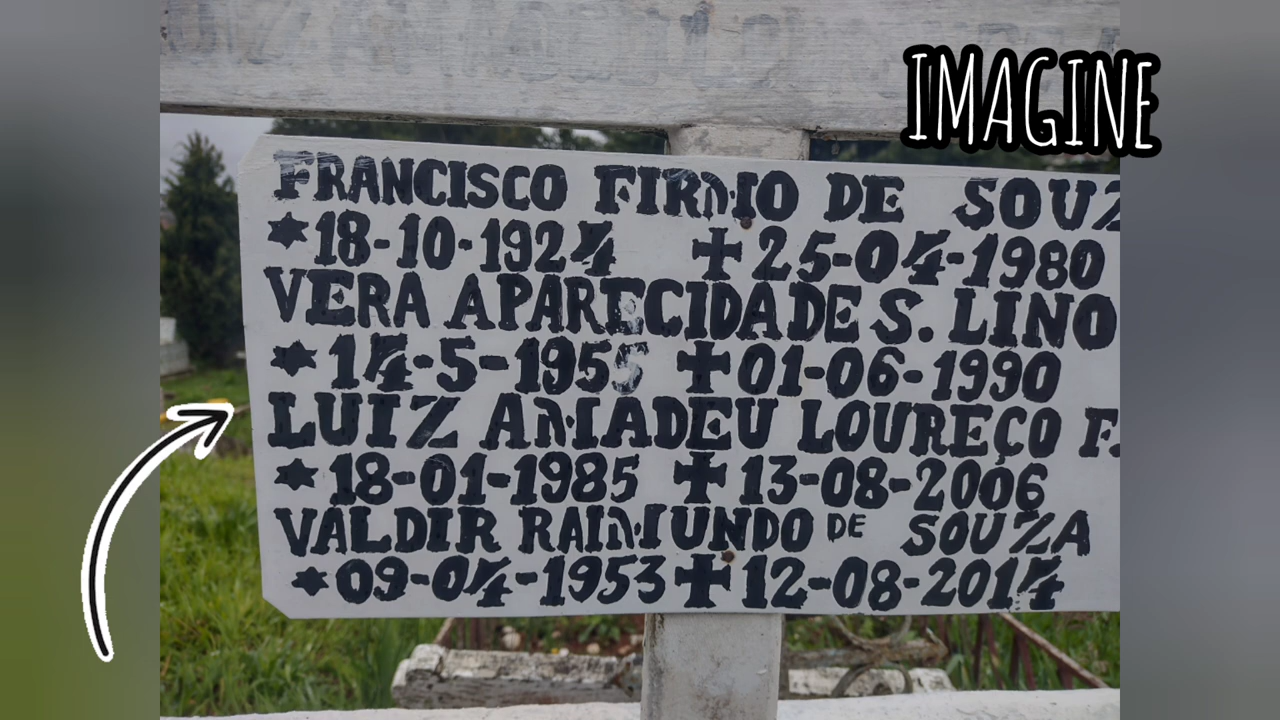 IMAGINE
FRANCISCO FIRMO DE SOUZ
★18-10-1924 ✝25-04-1980
VERA APARECIDA DE S. LINO
★14-5-1955 ✝01-06-1990
LUIZ AMADEU LOUREÇO F.
★18-01-1985 ✝13-08-2006
VALDIR RAIMUNDO DE SOUZA
★09-04-1953 ✝12-08-2014